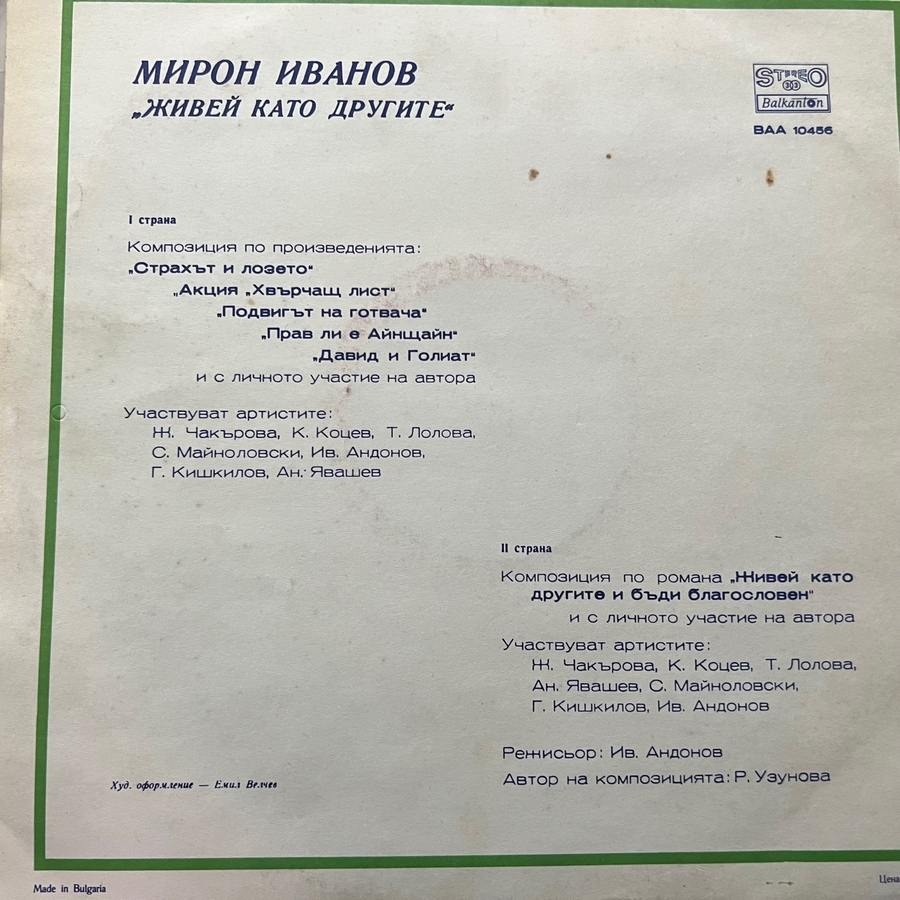 МИРОН ИВАНОВ
„ЖИВЕЙ КАТО ДРУГИТЕ“
STEREO
33
Balkanton
ВАА 10456
I страна
Композиция по произведенията:
„Страхът и лозето“
„Акция „Хвърчащ лист“
„Подвигът на готвача“
„Прав ли е Айнщайн“
„Давид и Голиат“
и с личното участие на автора
Участвуват артистите:
Ж. Чакърова, К. Коцев, Т. Лолова,
С. Майноловски, Ив. Андонов,
Г. Кишкилов, Ан. Явашев
II страна
Композиция по романа „Живей като
другите и бъди благословен“
и с личното участие на автора
Участвуват артистите:
Ж. Чакърова, К. Коцев, Т. Лолова,
Ан. Явашев, С. Майноловски,
Г. Кишкилов, Ив. Андонов
Режисьор: Ив. Андонов
Автор на композицията: Р. Узунова
Худ. оформление — Емил Велчев
Made in Bulgaria
Цена